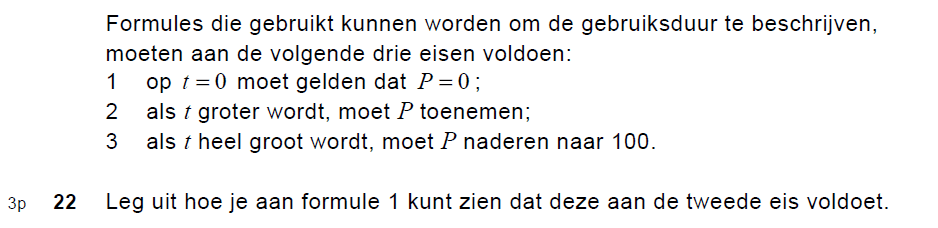 Formules die gebruikt kunnen worden om de gebruiksduur te beschrijven,
moeten aan de volgende drie eisen voldoen:
1 op t = 0 moet gelden dat P = 0 ;
2 als t groter wordt, moet P toenemen;
3 als t heel groot wordt, moet P naderen naar 100.
3p 22 Leg uit hoe je aan formule 1 kunt zien dat deze aan de tweede eis voldoet.